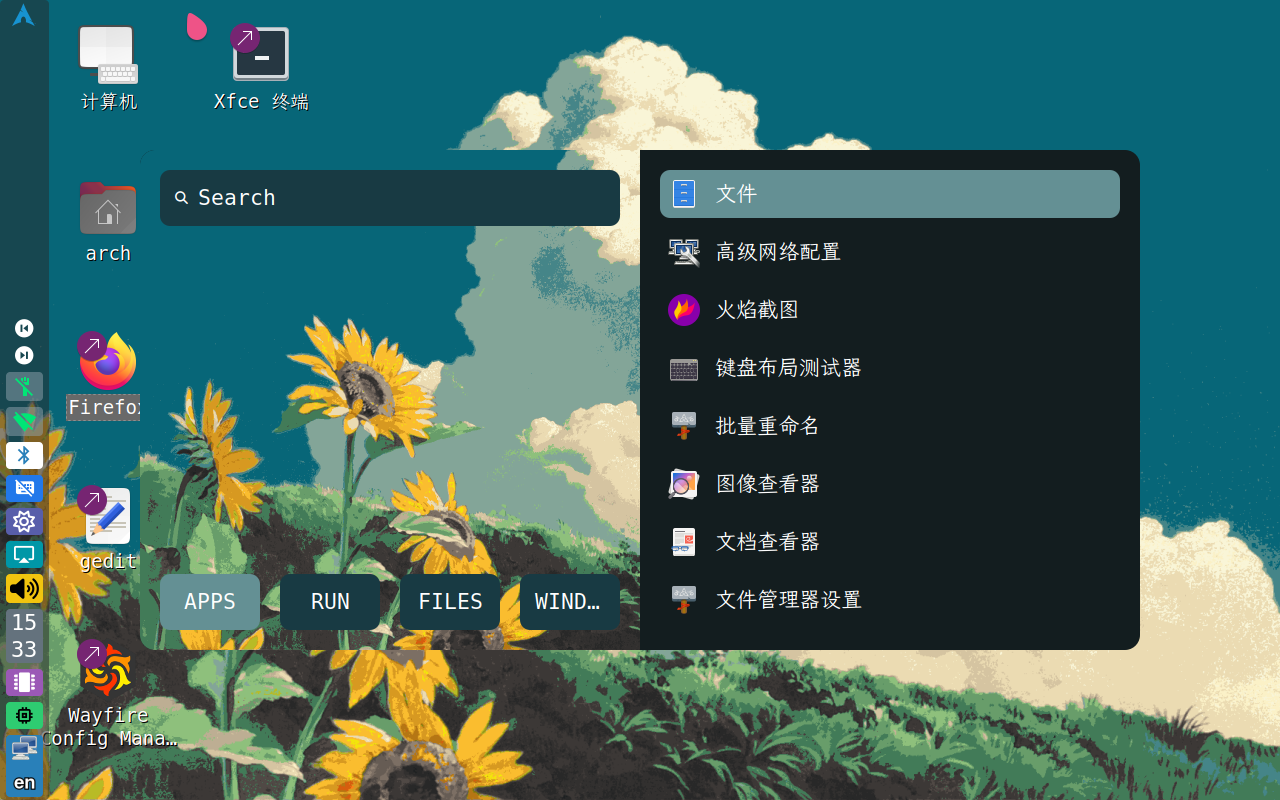 计算机
Xfce 终端
arch
Search
Firefox
gedit
Wayfire
Config Mana…
文件
高级网络配置
火焰截图
键盘布局测试器
批量重命名
图像查看器
文档查看器
文件管理器设置
APPS
RUN
FILES
WIND…
15
33
en